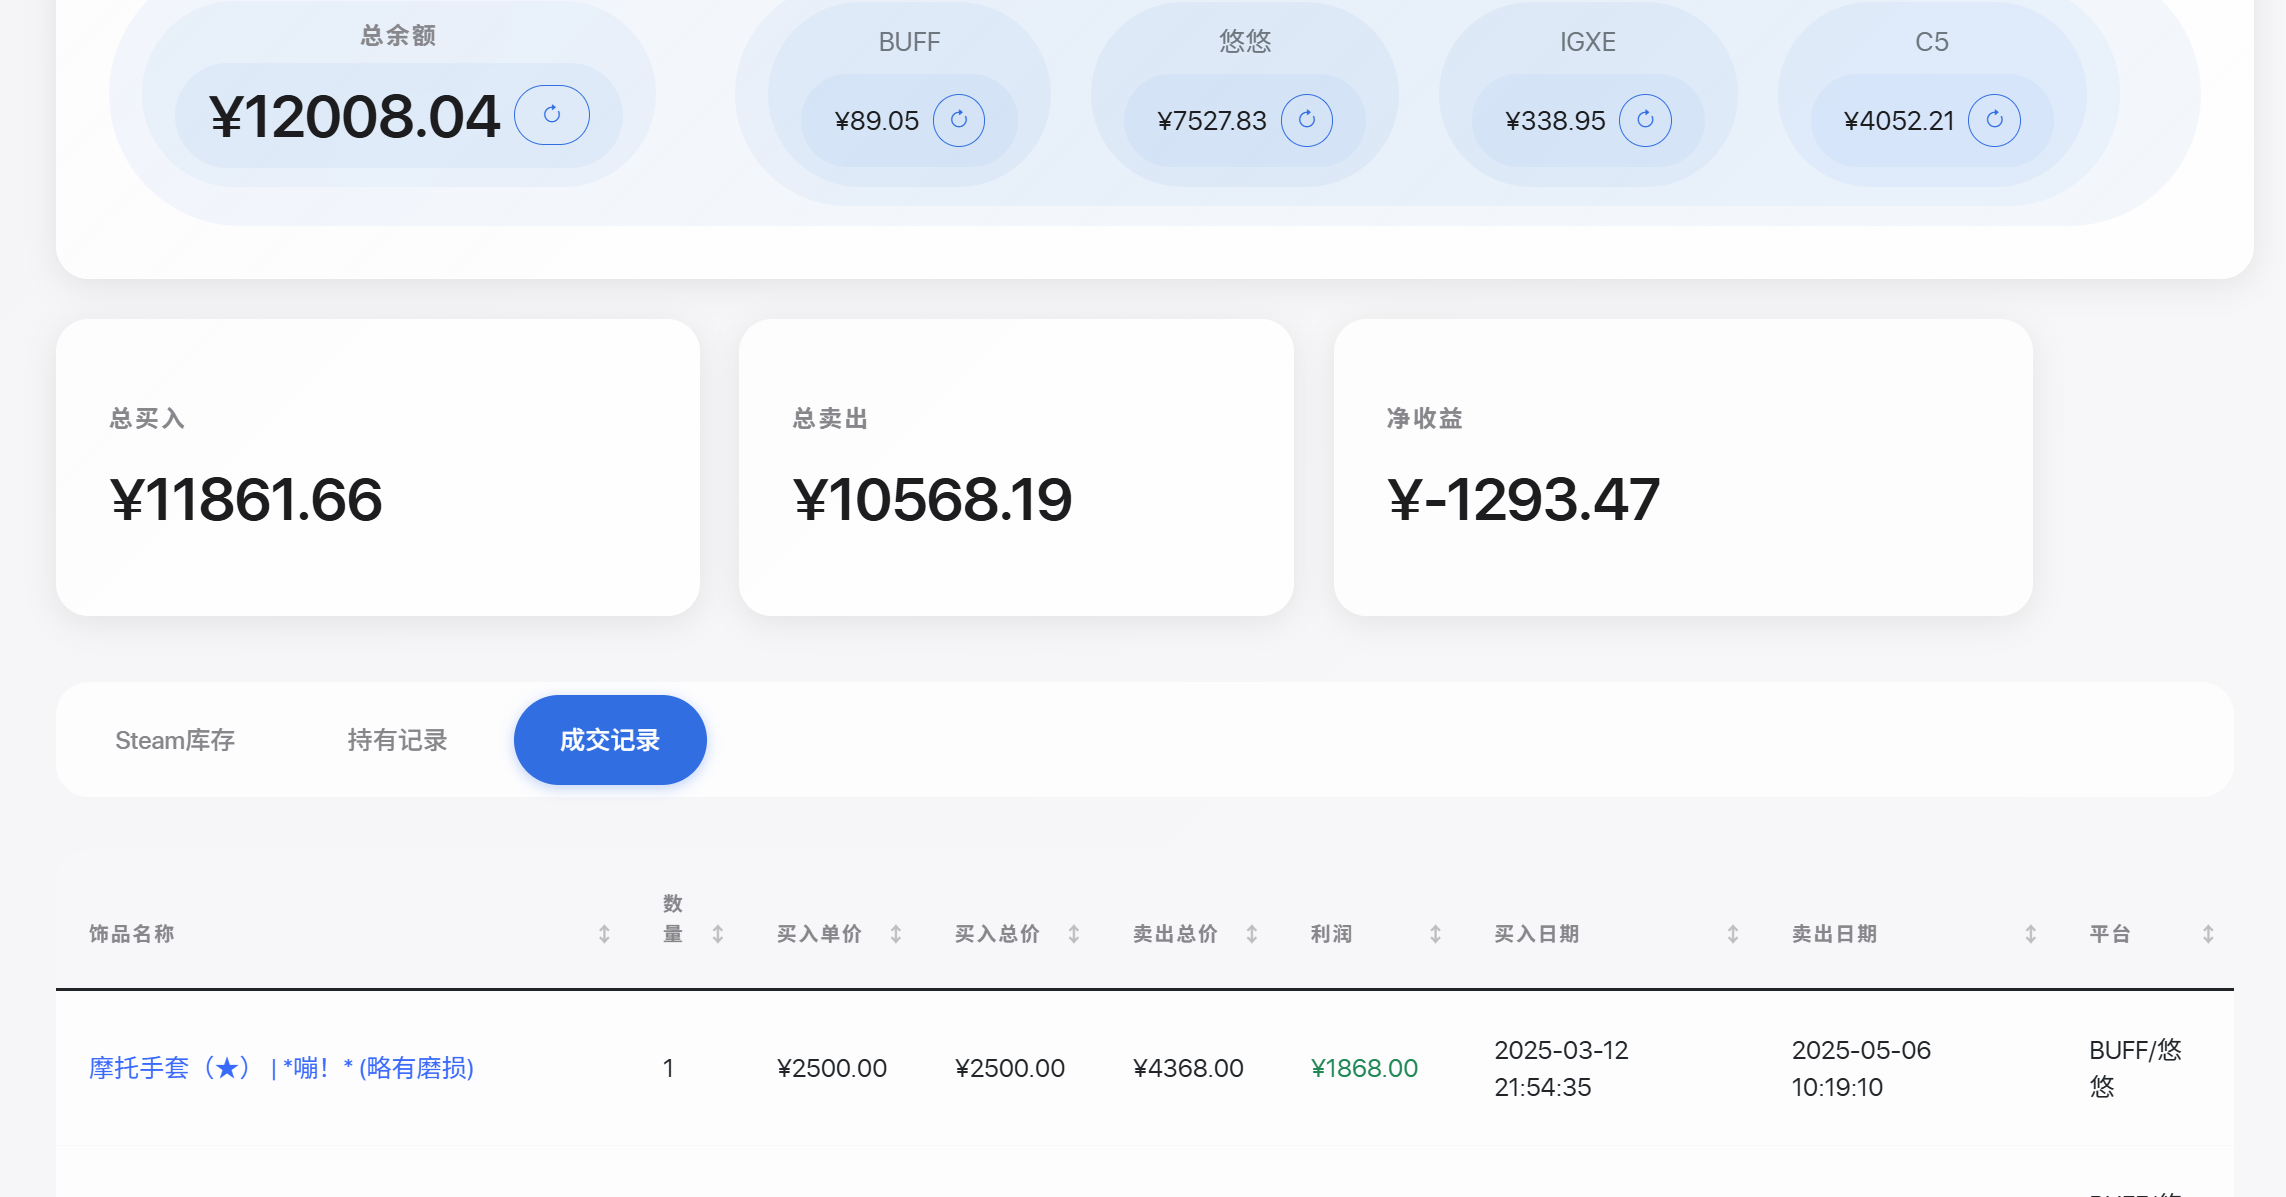 总余额
¥12008.04
BUFF
¥89.05
悠悠
¥7527.83
IGXE
¥338.95
C5
¥4052.21
总买入
¥11861.66
总卖出
¥10568.19
净收益
¥-1293.47
Steam库存
持有记录
成交记录
饰品名称
数
量
买入单价
买入总价
卖出总价
利润
买入日期
卖出日期
平台
摩托手套（★） | *嘣！* (略有磨损)
1
¥2500.00
¥2500.00
¥4368.00
¥1868.00
2025-03-12
21:54:35
2025-05-06
10:19:10
BUFF/悠
悠